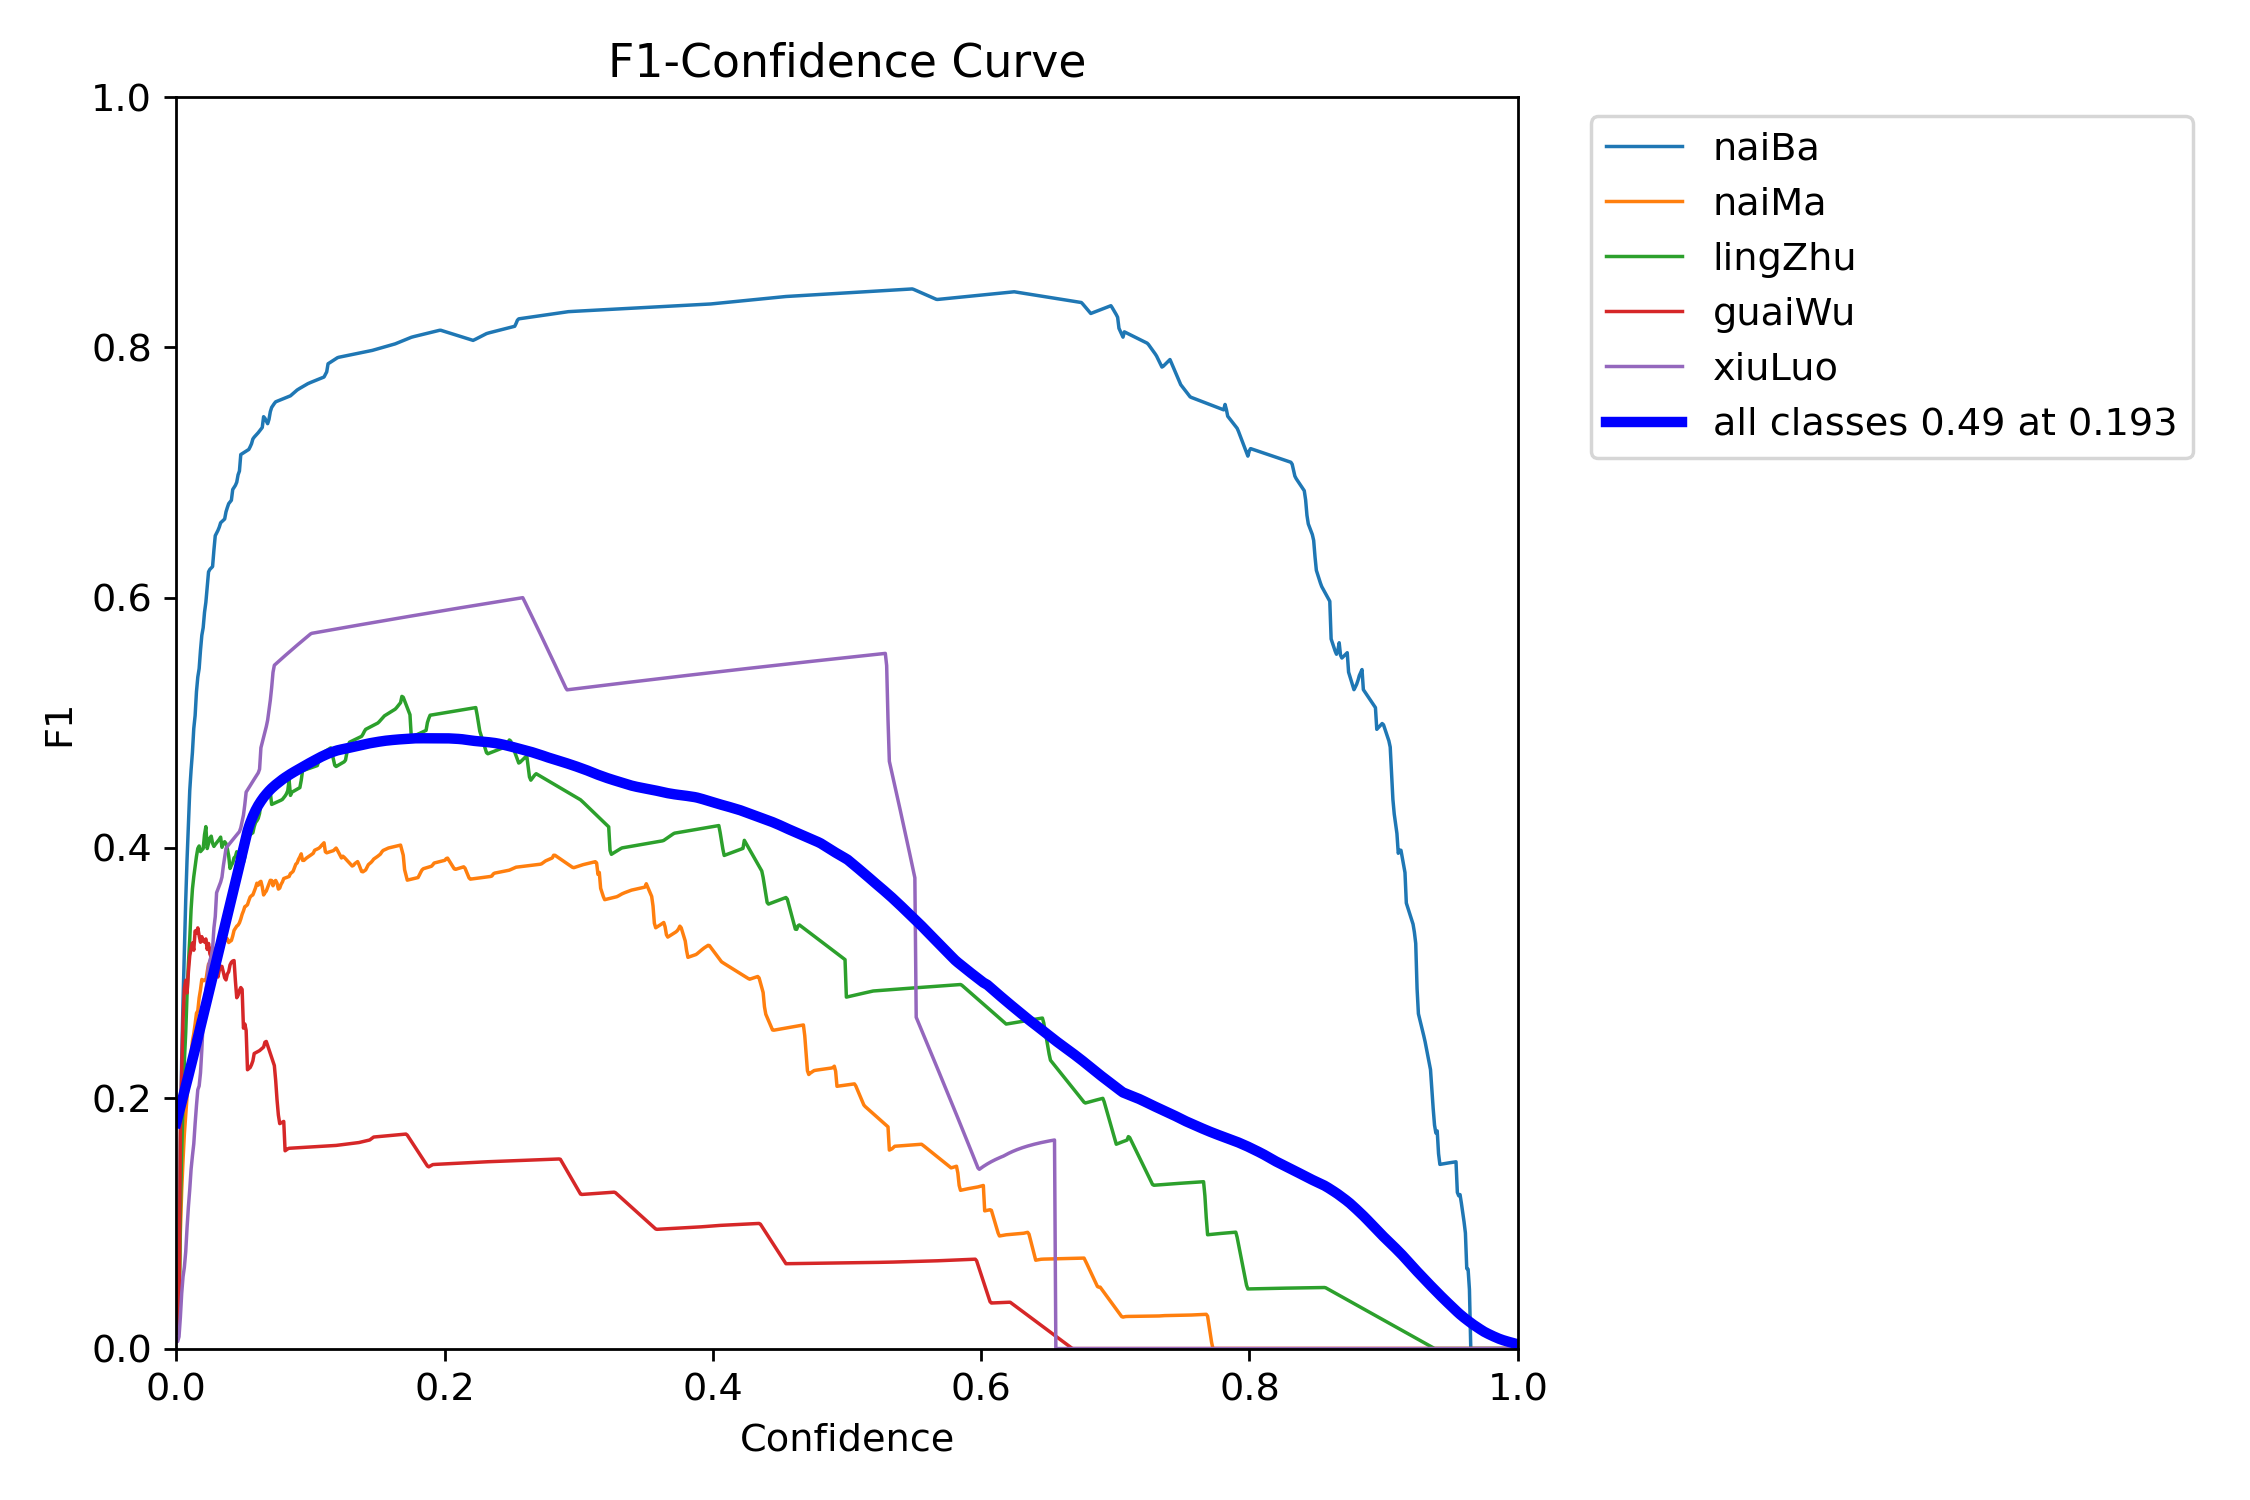 F1-Confidence Curve
1.0
0.8
0.6
0.4
0.2
0.0
F1
0.0 0.2 0.4 0.6 0.8 1.0
Confidence
naiBa
naiMa
lingZhu
guaiWu
xiuLuo
all classes 0.49 at 0.193